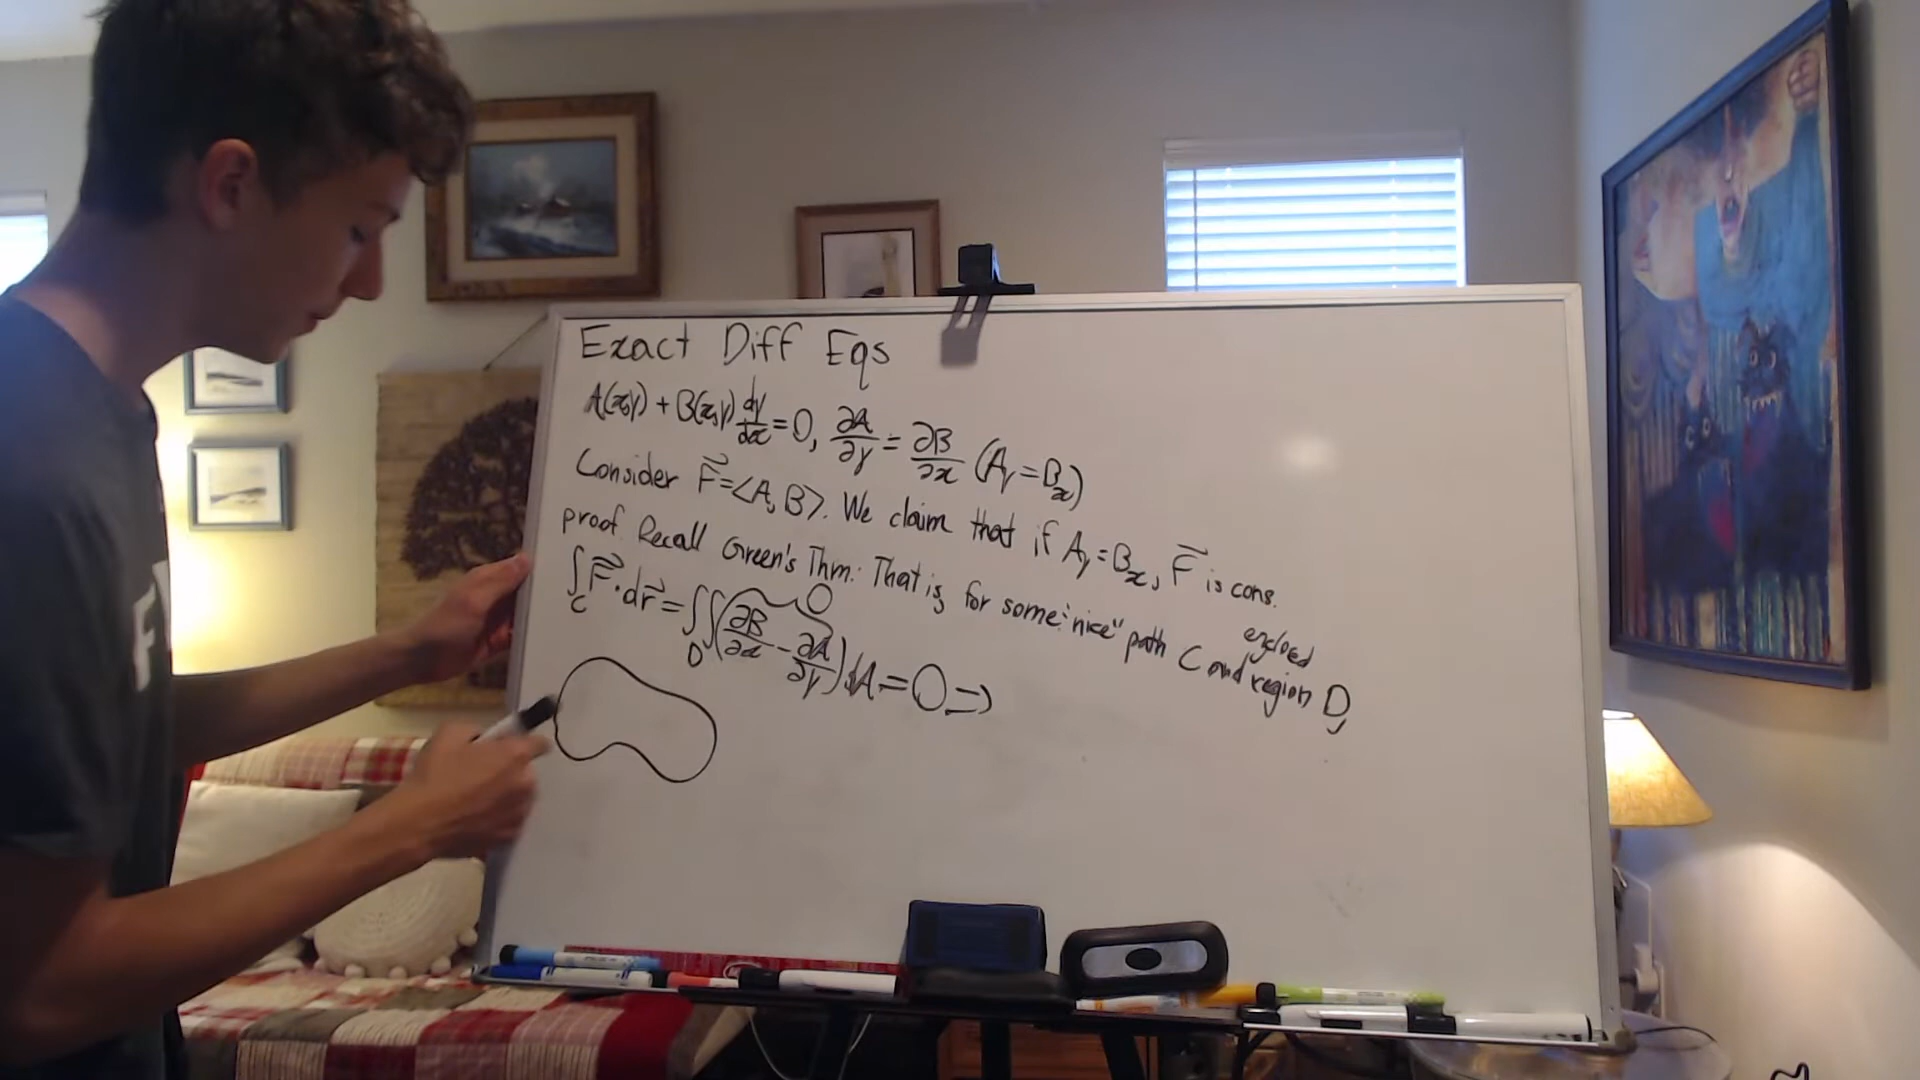 Exact Diff Eqs
A(x,y) + B(x,y) dy/dx = 0, ∂A/∂y = ∂B/∂x (A_y = B_x)
Consider F⃗ = <A, B>. We claim that if A_y = B_x, F⃗ is cons.
proof. Recall Green's Thm: That is, for some "nice" path C and enclosed region D,
∫_C F⃗ · dr⃗ = ∫∫_D (∂B/∂x - ∂A/∂y) dA = 0 ⇒
0
F